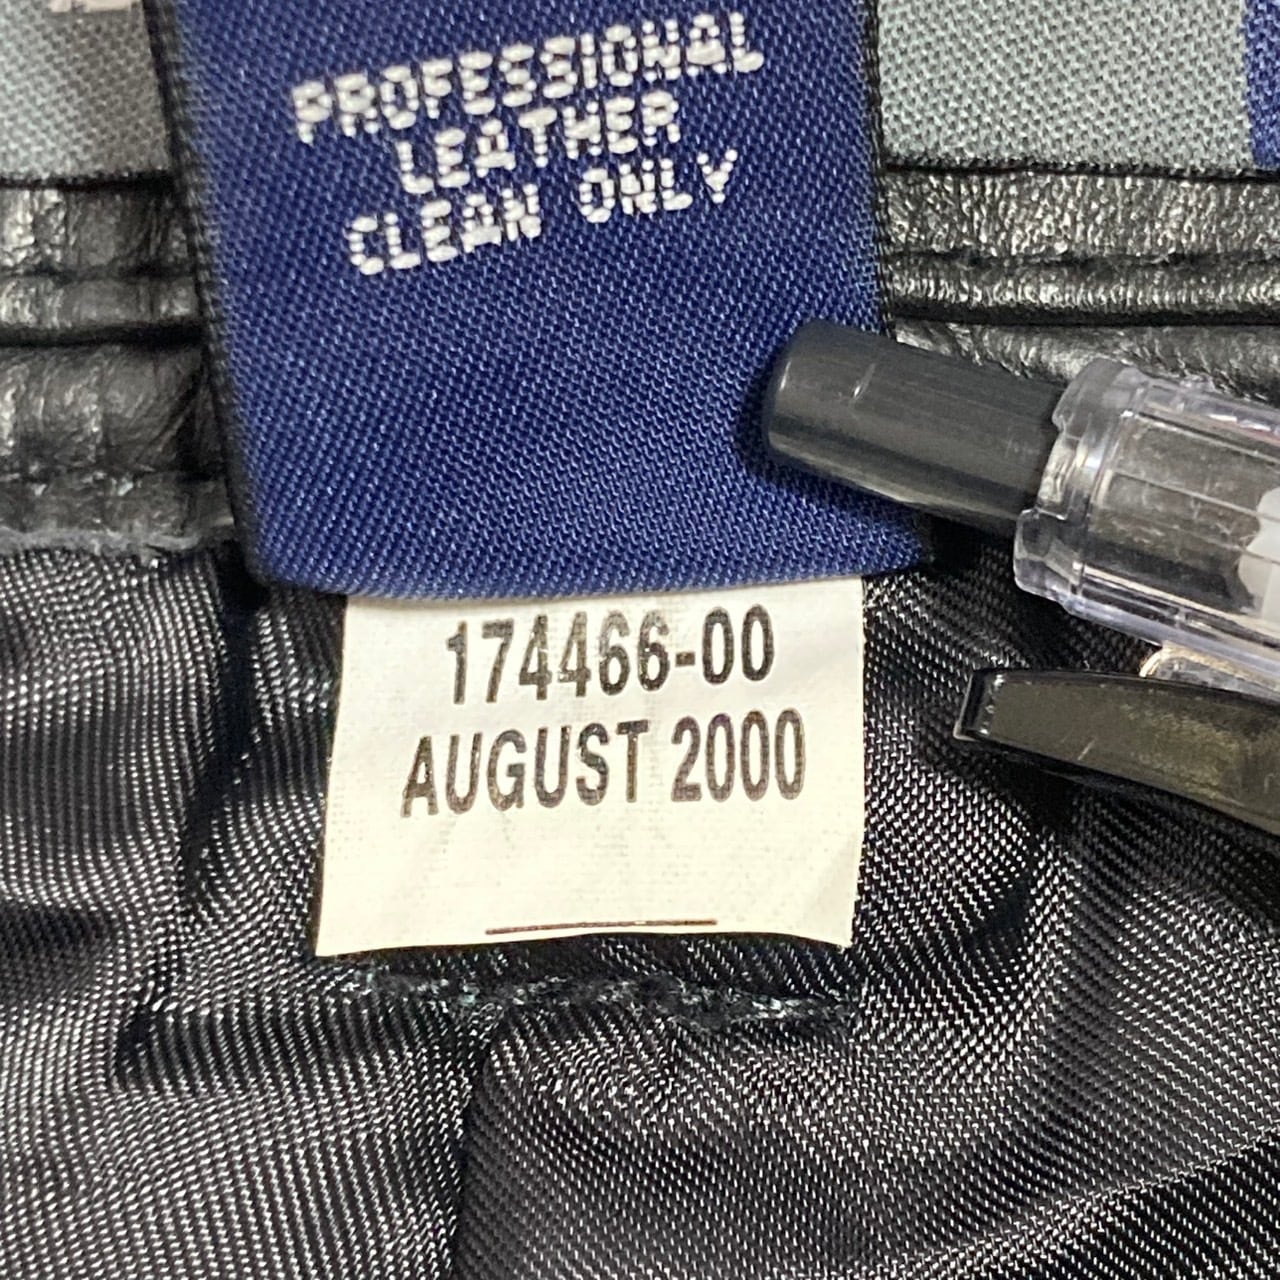 PROFESSIONAL
LEATHER
CLEAN ONLY
174466-00
AUGUST 2000